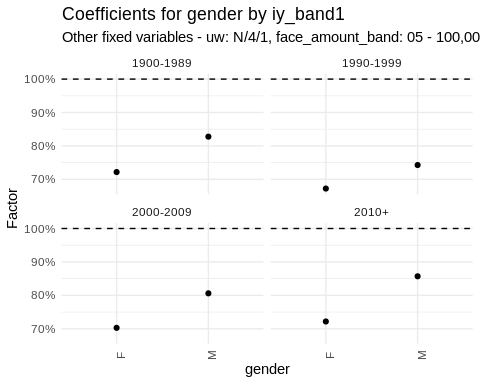 Coefficients for gender by iy_band1
Other fixed variables - uw: N/4/1, face_amount_band: 05 - 100,00
1900-1989
1990-1999
100%
90%
80%
70%
2000-2009
2010+
100%
90%
80%
70%
Factor
F
M
F
M
gender